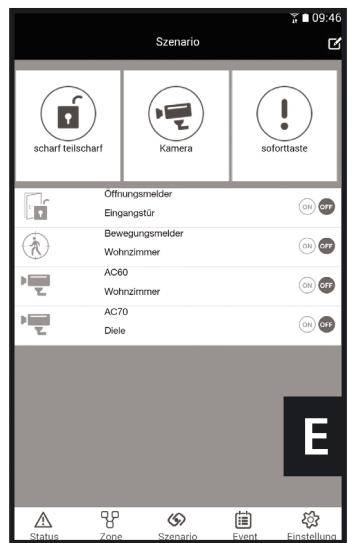 09:46
Szenario
scharf teilscharf
Kamera
soforttaste
Öffnungsmelder
Eingangstür
ON OFF
Bewegungsmelder
Wohnzimmer
ON OFF
AC60
Wohnzimmer
ON OFF
AC70
Diele
ON OFF
E
Status Zone Szenario Event Einstellung